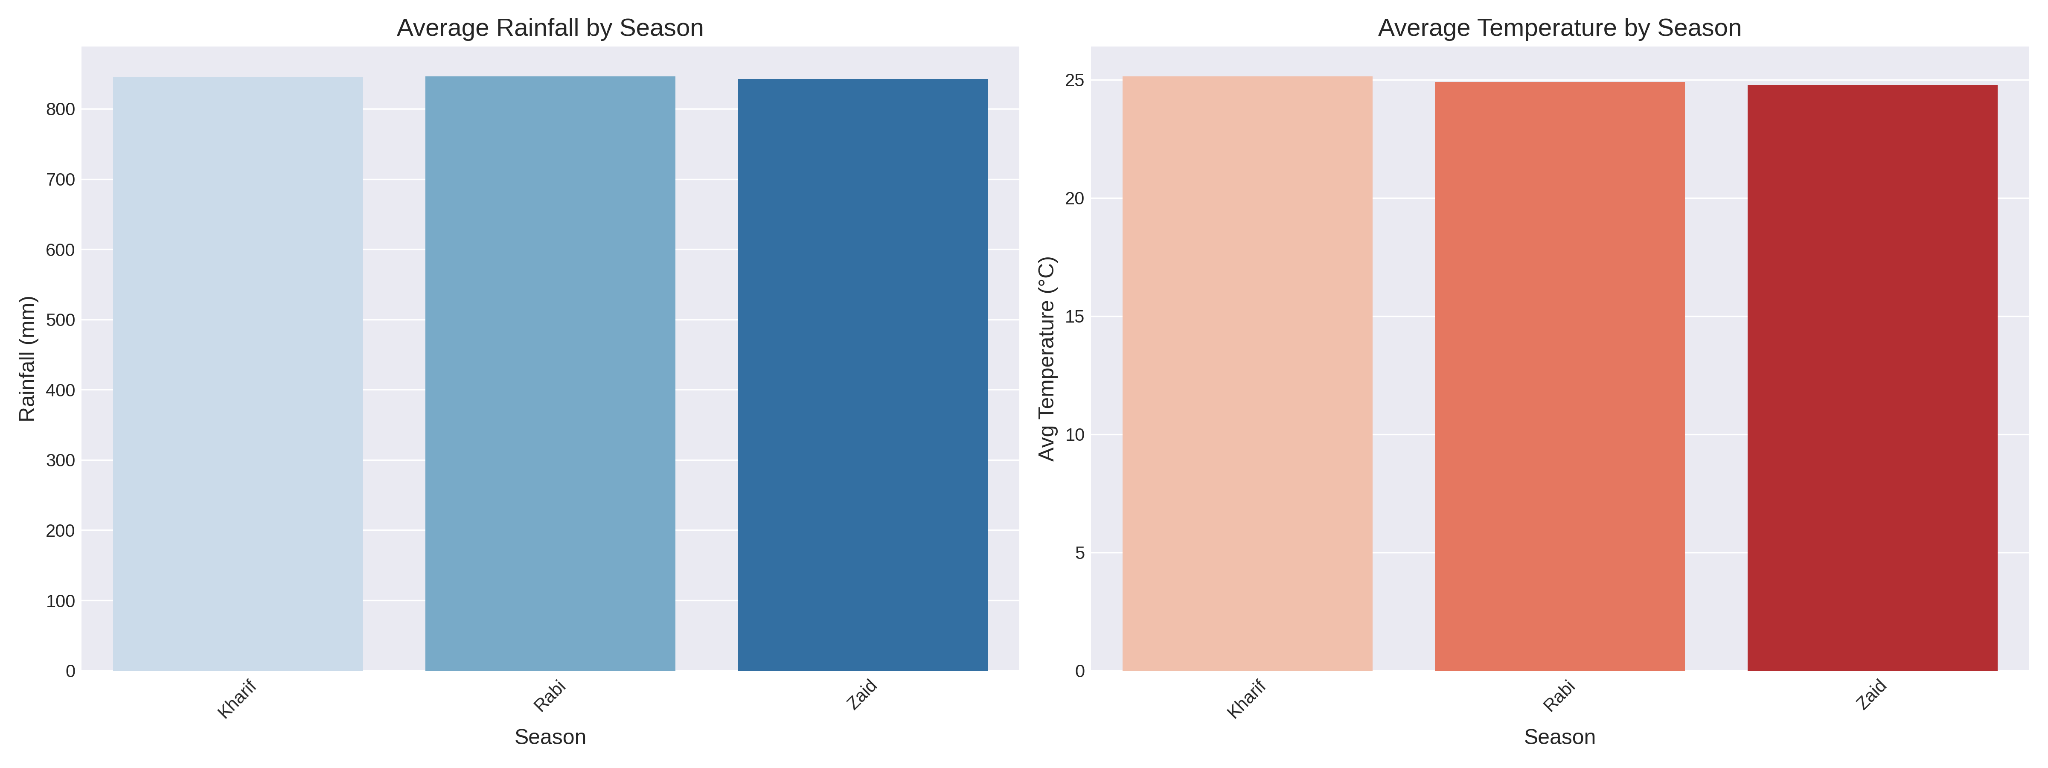 Average Rainfall by Season
Rainfall (mm)
800
700
600
500
400
300
200
100
0
Kharif
Rabi
Zaid
Season
Average Temperature by Season
Avg Temperature (°C)
25
20
15
10
5
0
Kharif
Rabi
Zaid
Season